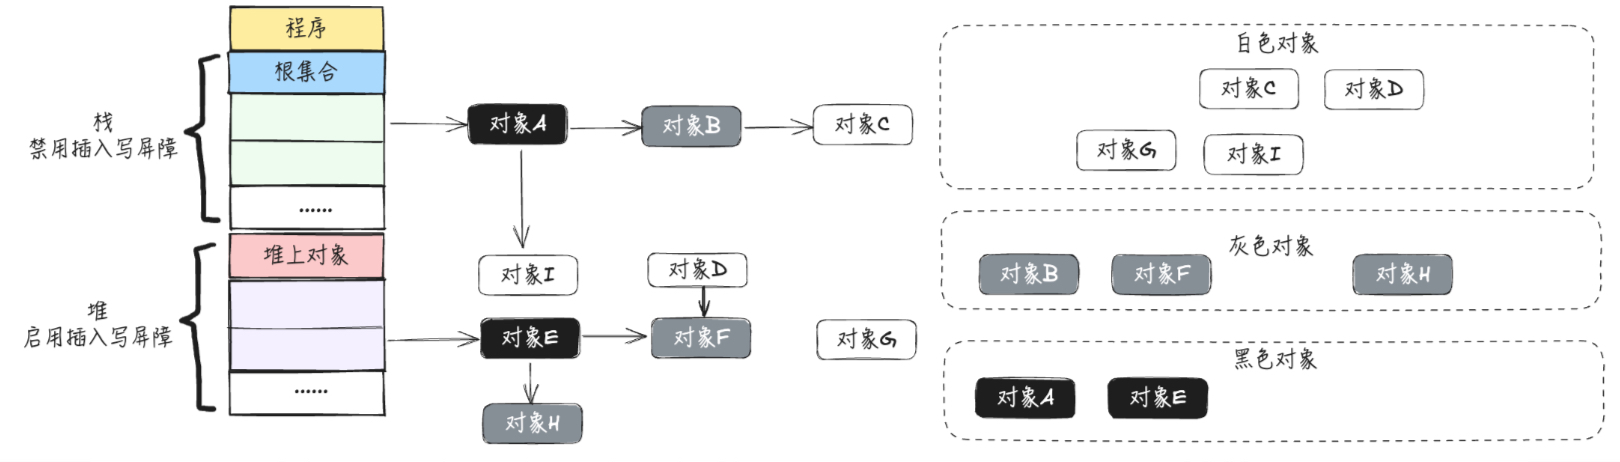 程序
根集合
……
栈
禁用插入写屏障
堆上对象
……
堆
启用插入写屏障
对象A
对象B
对象C
对象I
对象D
对象E
对象F
对象G
对象H
白色对象
对象C
对象D
对象G
对象I
灰色对象
对象B
对象F
对象H
黑色对象
对象A
对象E